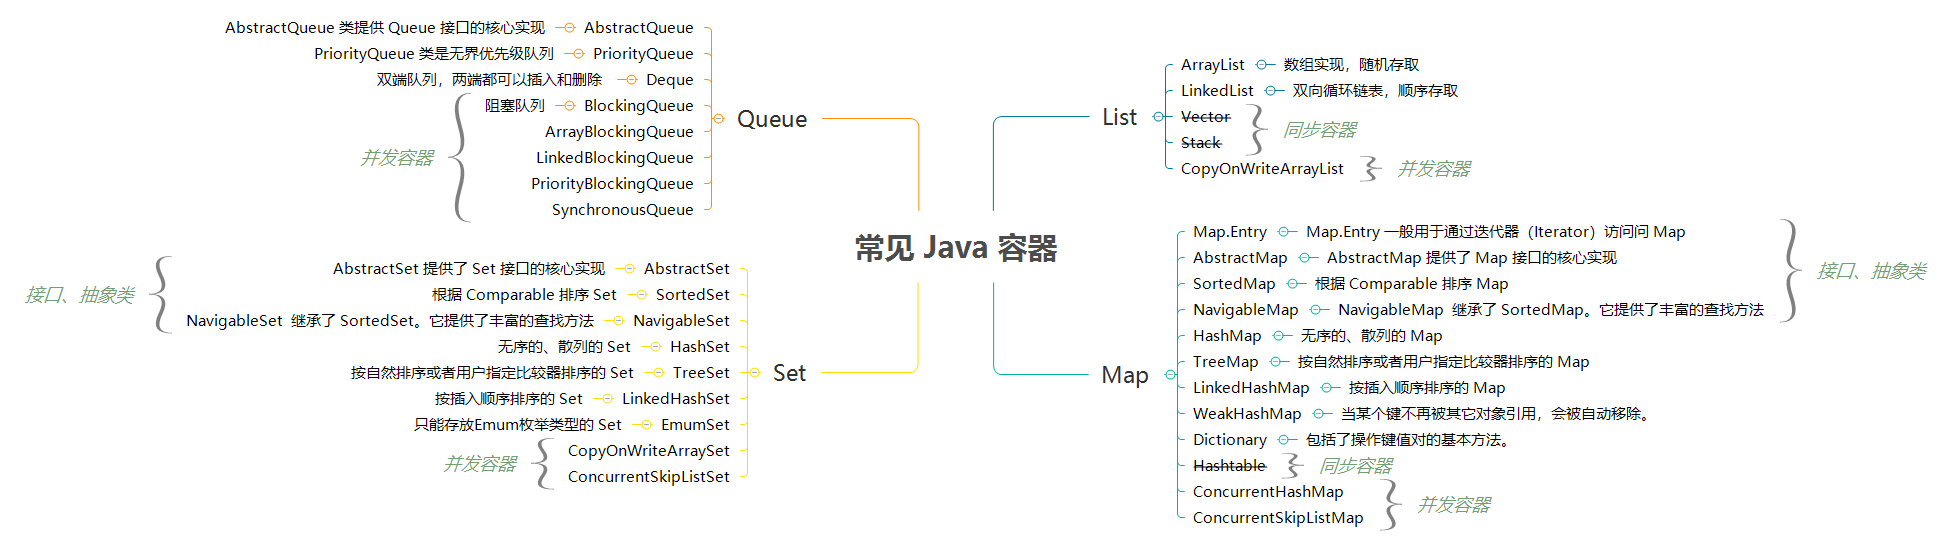 常见 Java 容器
Queue
AbstractQueue 类提供 Queue 接口的核心实现 AbstractQueue
PriorityQueue 类是无界优先级队列 PriorityQueue
双端队列，两端都可以插入和删除 Deque
阻塞队列 BlockingQueue
ArrayBlockingQueue
LinkedBlockingQueue
PriorityBlockingQueue
SynchronousQueue
并发容器
Set
AbstractSet 提供了 Set 接口的核心实现 AbstractSet
根据 Comparable 排序 Set SortedSet
NavigableSet 继承了 SortedSet。它提供了丰富的查找方法 NavigableSet
接口、抽象类
无序的、散列的 Set HashSet
按自然排序或者用户指定比较器排序的 Set TreeSet
按插入顺序排序的 Set LinkedHashSet
只能存放Emum枚举类型的 Set EmumSet
CopyOnWriteArraySet
ConcurrentSkipListSet
并发容器
List
ArrayList 数组实现，随机存取
LinkedList 双向循环链表，顺序存取
Vector
Stack
同步容器
CopyOnWriteArrayList 并发容器
Map
Map.Entry Map.Entry 一般用于通过迭代器（Iterator）访问问 Map
AbstractMap AbstractMap 提供了 Map 接口的核心实现
SortedMap 根据 Comparable 排序 Map
NavigableMap NavigableMap 继承了 SortedMap。它提供了丰富的查找方法
接口、抽象类
HashMap 无序的、散列的 Map
TreeMap 按自然排序或者用户指定比较器排序的 Map
LinkedHashMap 按插入顺序排序的 Map
WeakHashMap 当某个键不再被其它对象引用，会被自动移除。
Dictionary 包括了操作键值对的基本方法。
Hashtable 同步容器
ConcurrentHashMap
ConcurrentSkipListMap
并发容器